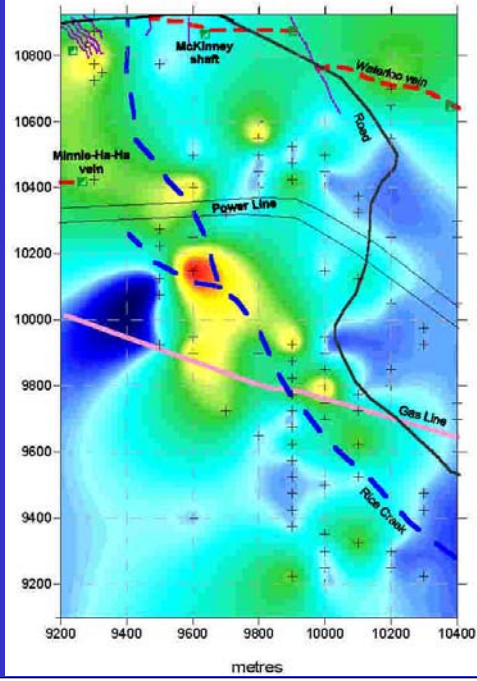 10800
McKinney
shaft
Waterloo vein
10600
Road
Minnie-Ha-Ha
vein
10400
Power Line
10200
10000
9800
Gas Line
9600
Rice Creek
9400
9200
9200 9400 9600 9800 10000 10200 10400
metres